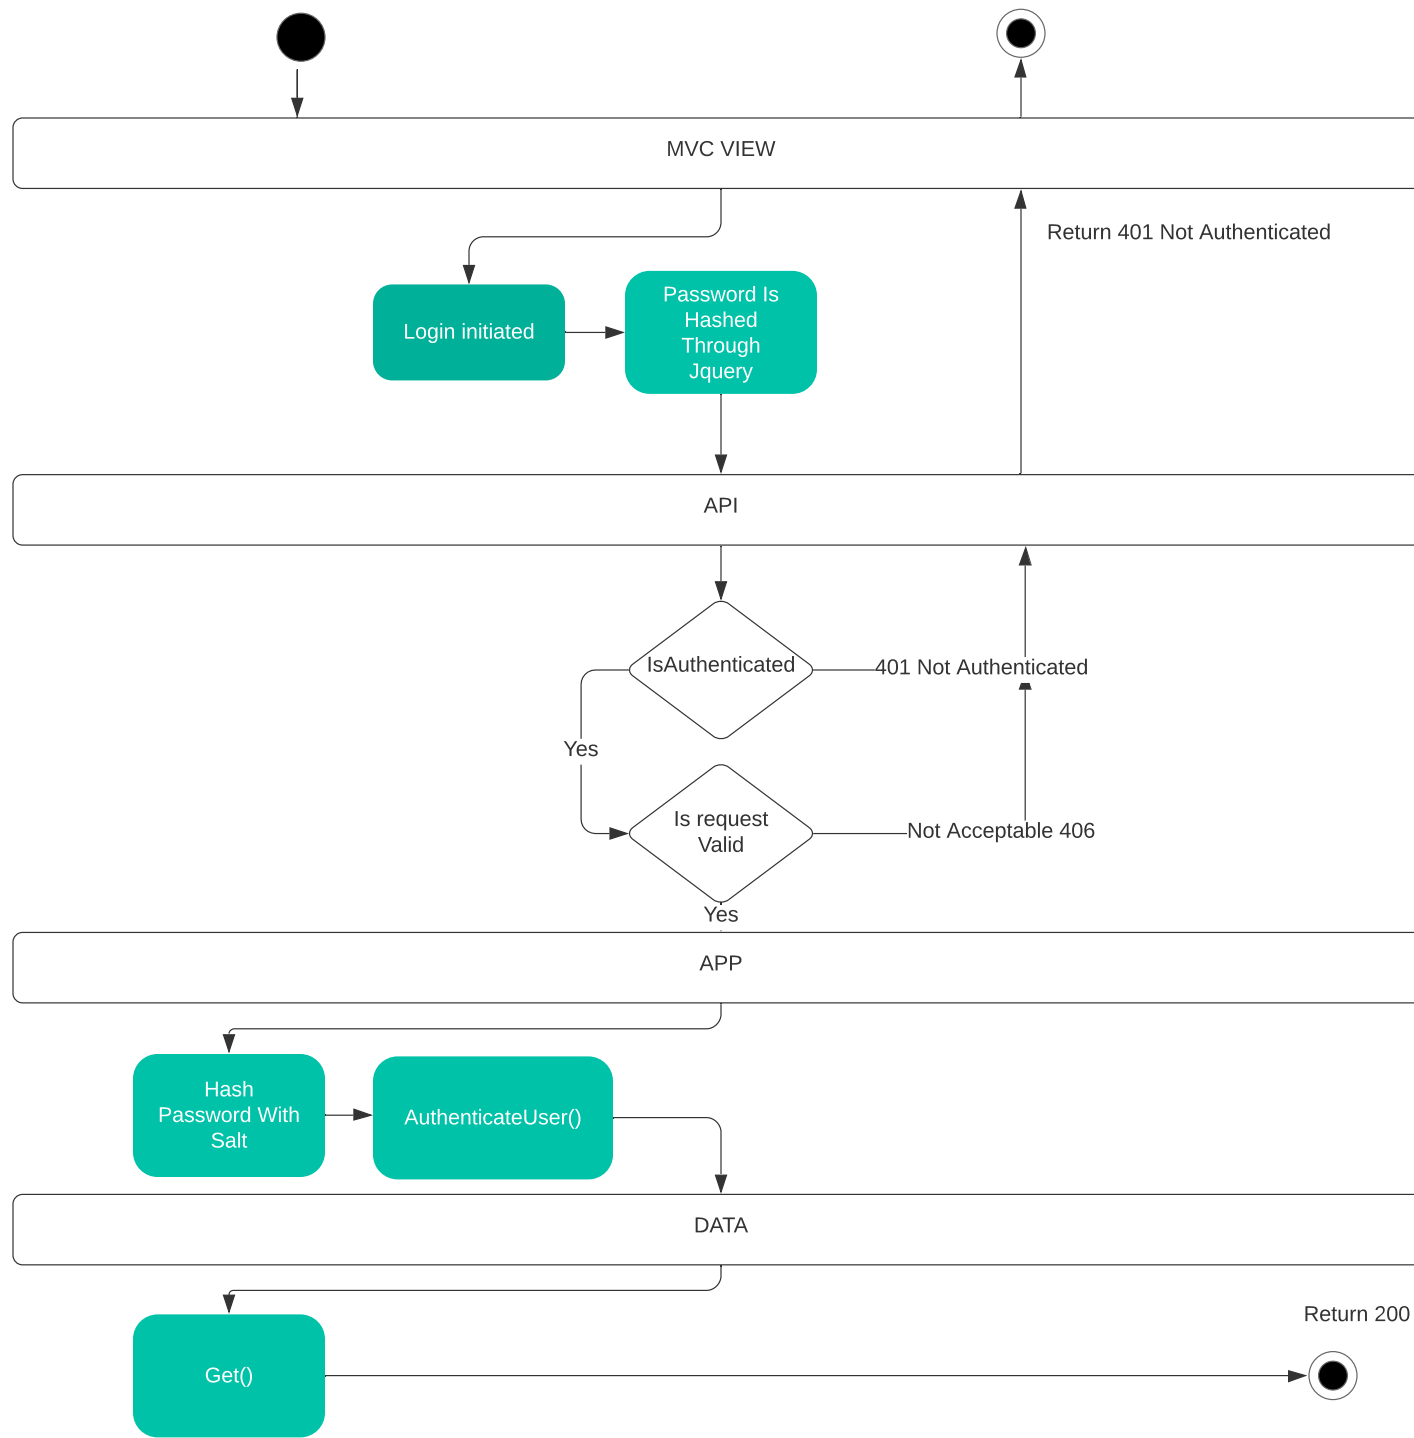 MVC VIEW
Return 401 Not Authenticated
Login initiated
Password Is
Hashed
Through
Jquery
API
IsAuthenticated
401 Not Authenticated
Yes
Is request
Valid
Not Acceptable 406
Yes
APP
Hash
Password With
Salt
AuthenticateUser()
DATA
Return 200
Get()